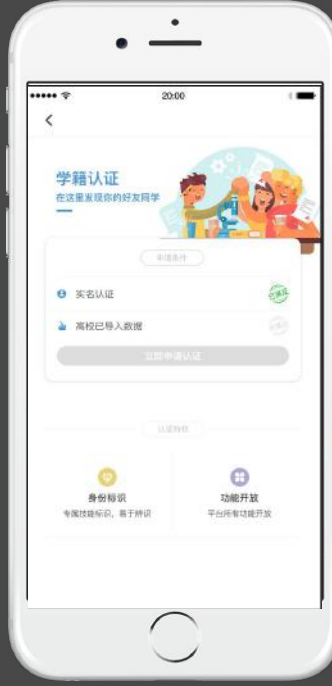 20:00
学籍认证
在这里发现你的好友同学
申请条件
实名认证
高校已导入数据
立即申请认证
认证特权
身份标识
功能开放
专属技能标识，易于辨识
平台所有功能开放